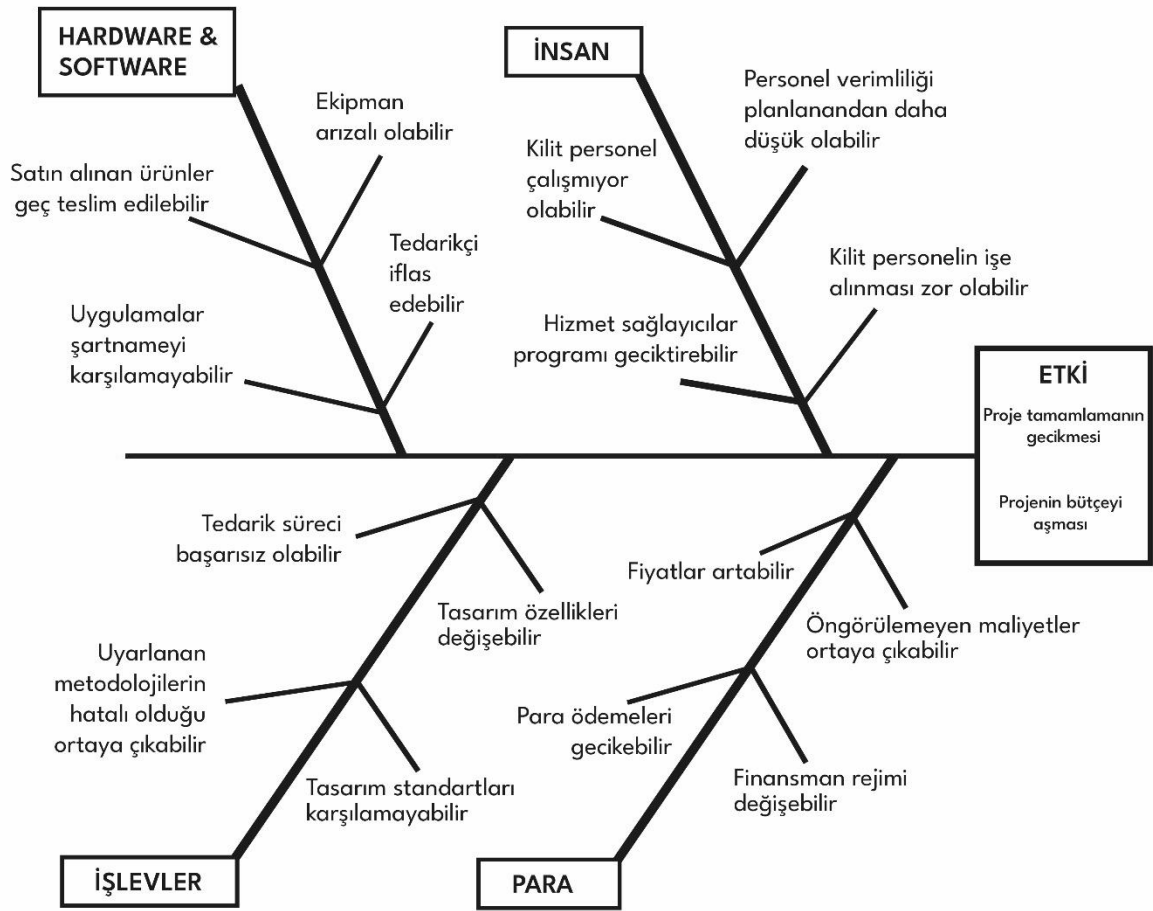 HARDWARE &
SOFTWARE
Ekipman
arızalı olabilir
Satın alınan ürünler
geç teslim edilebilir
Tedarikçi
iflas
edebilir
Uygulamalar
şartnameyi
karşılamayabilir
İNSAN
Personel verimliliği
planlanandan daha
düşük olabilir
Kilit personel
çalışmıyor
olabilir
Kilit personelin işe
alınması zor olabilir
Hizmet sağlayıcılar
programı geciktirebilir
ETKİ
Proje tamamlamanın
gecikmesi
Projenin bütçeyi
aşması
Tedarik süreci
başarısız olabilir
Tasarım özellikleri
değişebilir
Uyarlanan
metodolojilerin
hatalı olduğu
ortaya çıkabilir
Tasarım standartları
karşılamayabilir
İŞLEVLER
Fiyatlar artabilir
Öngörülemeyen maliyetler
ortaya çıkabilir
Para ödemeleri
gecikebilir
Finansman rejimi
değişebilir
PARA